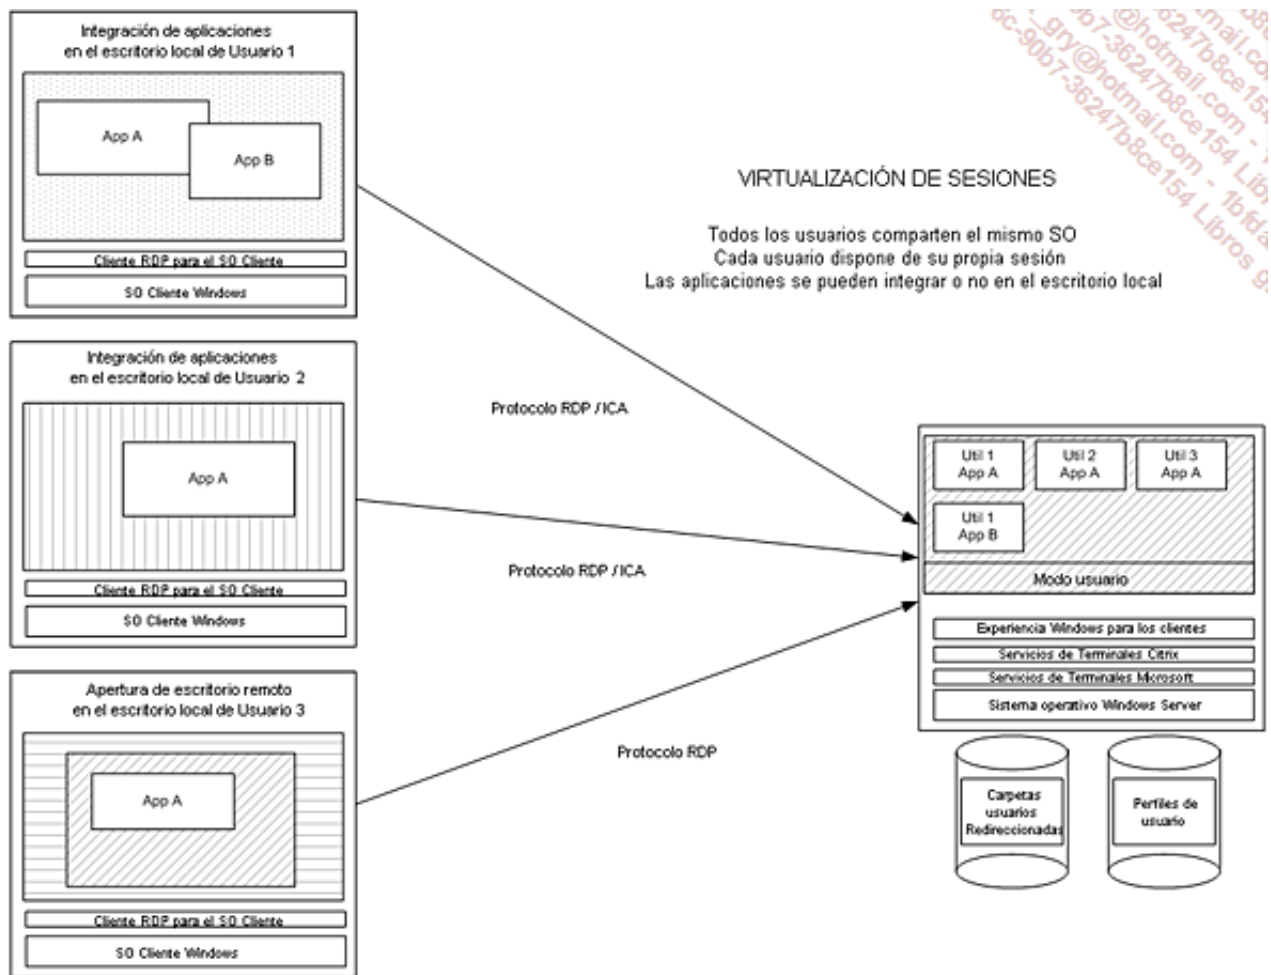 Integración de aplicaciones
en el escritorio local de Usuario 1
App A
App B
Cliente RDP para el SO Cliente
SO Cliente Windows
VIRTUALIZACIÓN DE SESIONES
Todos los usuarios comparten el mismo SO
Cada usuario dispone de su propia sesión
Las aplicaciones se pueden integrar o no en el escritorio local
Integración de aplicaciones
en el escritorio local de Usuario 2
App A
Cliente RDP para el SO Cliente
SO Cliente Windows
Protocolo RDP / ICA
Protocolo RDP / ICA
Protocolo RDP
Apertura de escritorio remoto
en el escritorio local de Usuario 3
App A
Cliente RDP para el SO Cliente
SO Cliente Windows
Util 1
App A
Util 2
App A
Util 3
App A
Util 1
App B
Modo usuario
Experiencia Windows para los clientes
Servicios de Terminales Citrix
Servicios de Terminales Microsoft
Sistema operativo Windows Server
Carpetas
usuarios
Redireccionadas
Perfiles de
usuario